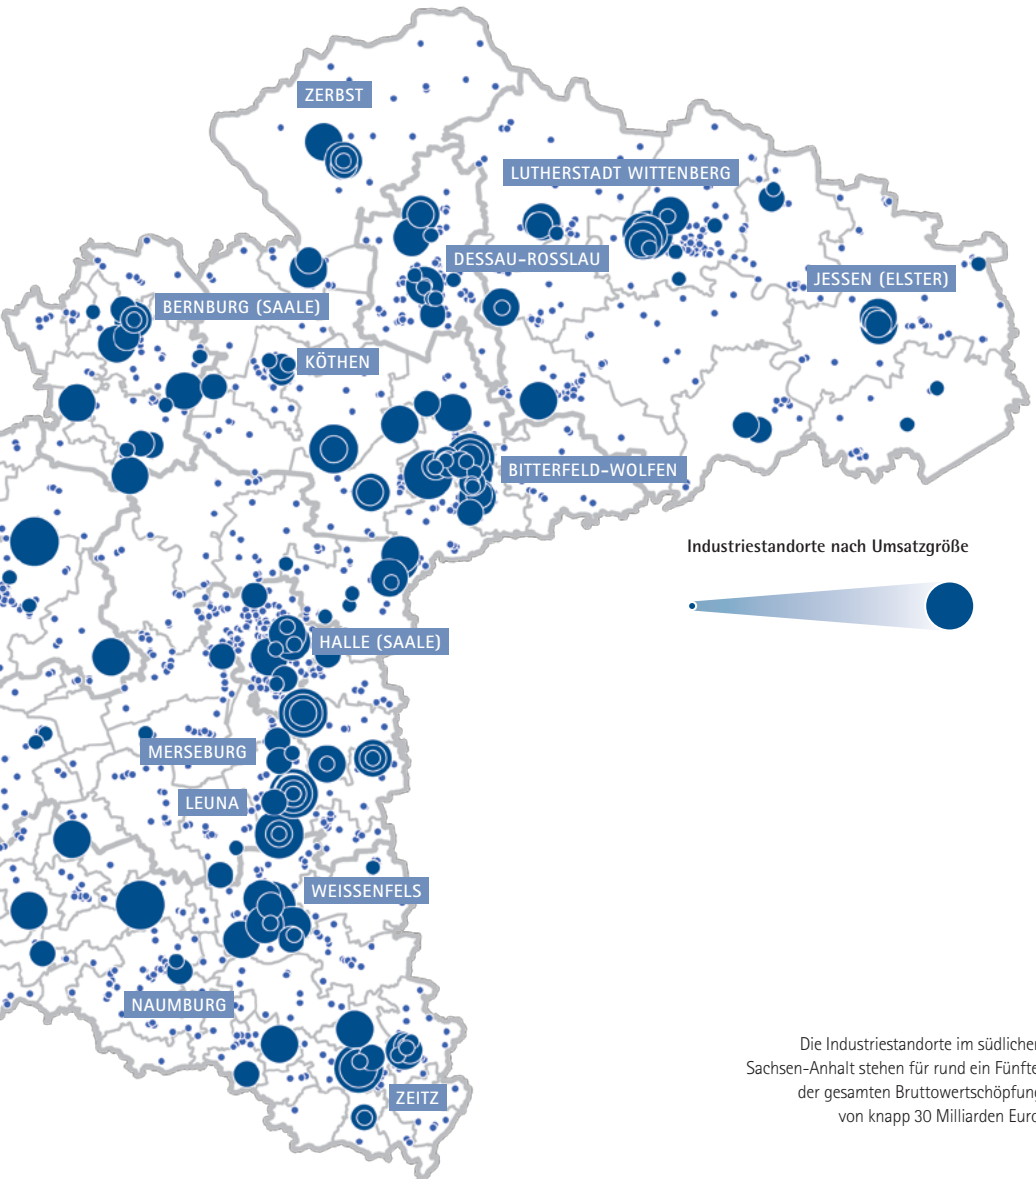 ZERBST
LUTHERSTADT WITTENBERG
DESSAU-ROSSLAU
JESSEN (ELSTER)
BERNBURG (SAALE)
KÖTHEN
BITTERFELD-WOLFEN
Industriestandorte nach Umsatzgröße
HALLE (SAALE)
MERSEBURG
LEUNA
WEISSENFELS
NAUMBURG
ZEITZ
Die Industriestandorte im südlichen
Sachsen-Anhalt stehen für rund ein Fünfte
der gesamten Bruttowertschöpfung
von knapp 30 Milliarden Euro